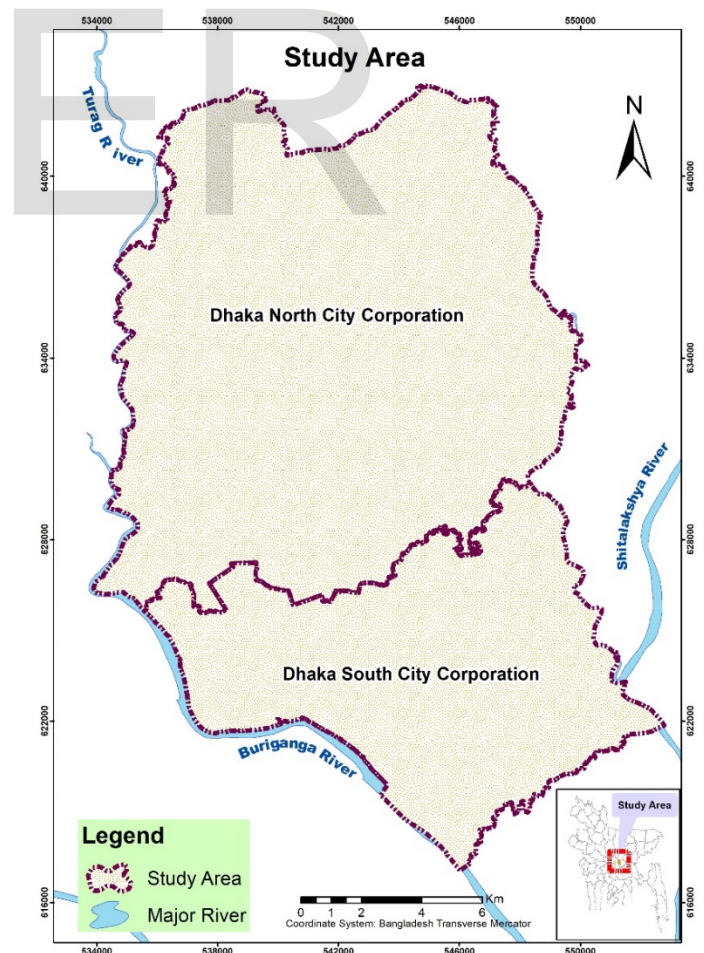 ER
534000 538000 542000 546000 550000
Study Area
Turag River
N
640000 640000
Dhaka North City Corporation
634000 634000
Shitalakshya River
628000 628000
Dhaka South City Corporation
622000 622000
Buriganga River
Study Area
Legend
Study Area
Major River
Km
0 1 2 4 6
Coordinate System: Bangladesh Transverse Mercator
616000 616000
534000 538000 542000 546000 550000